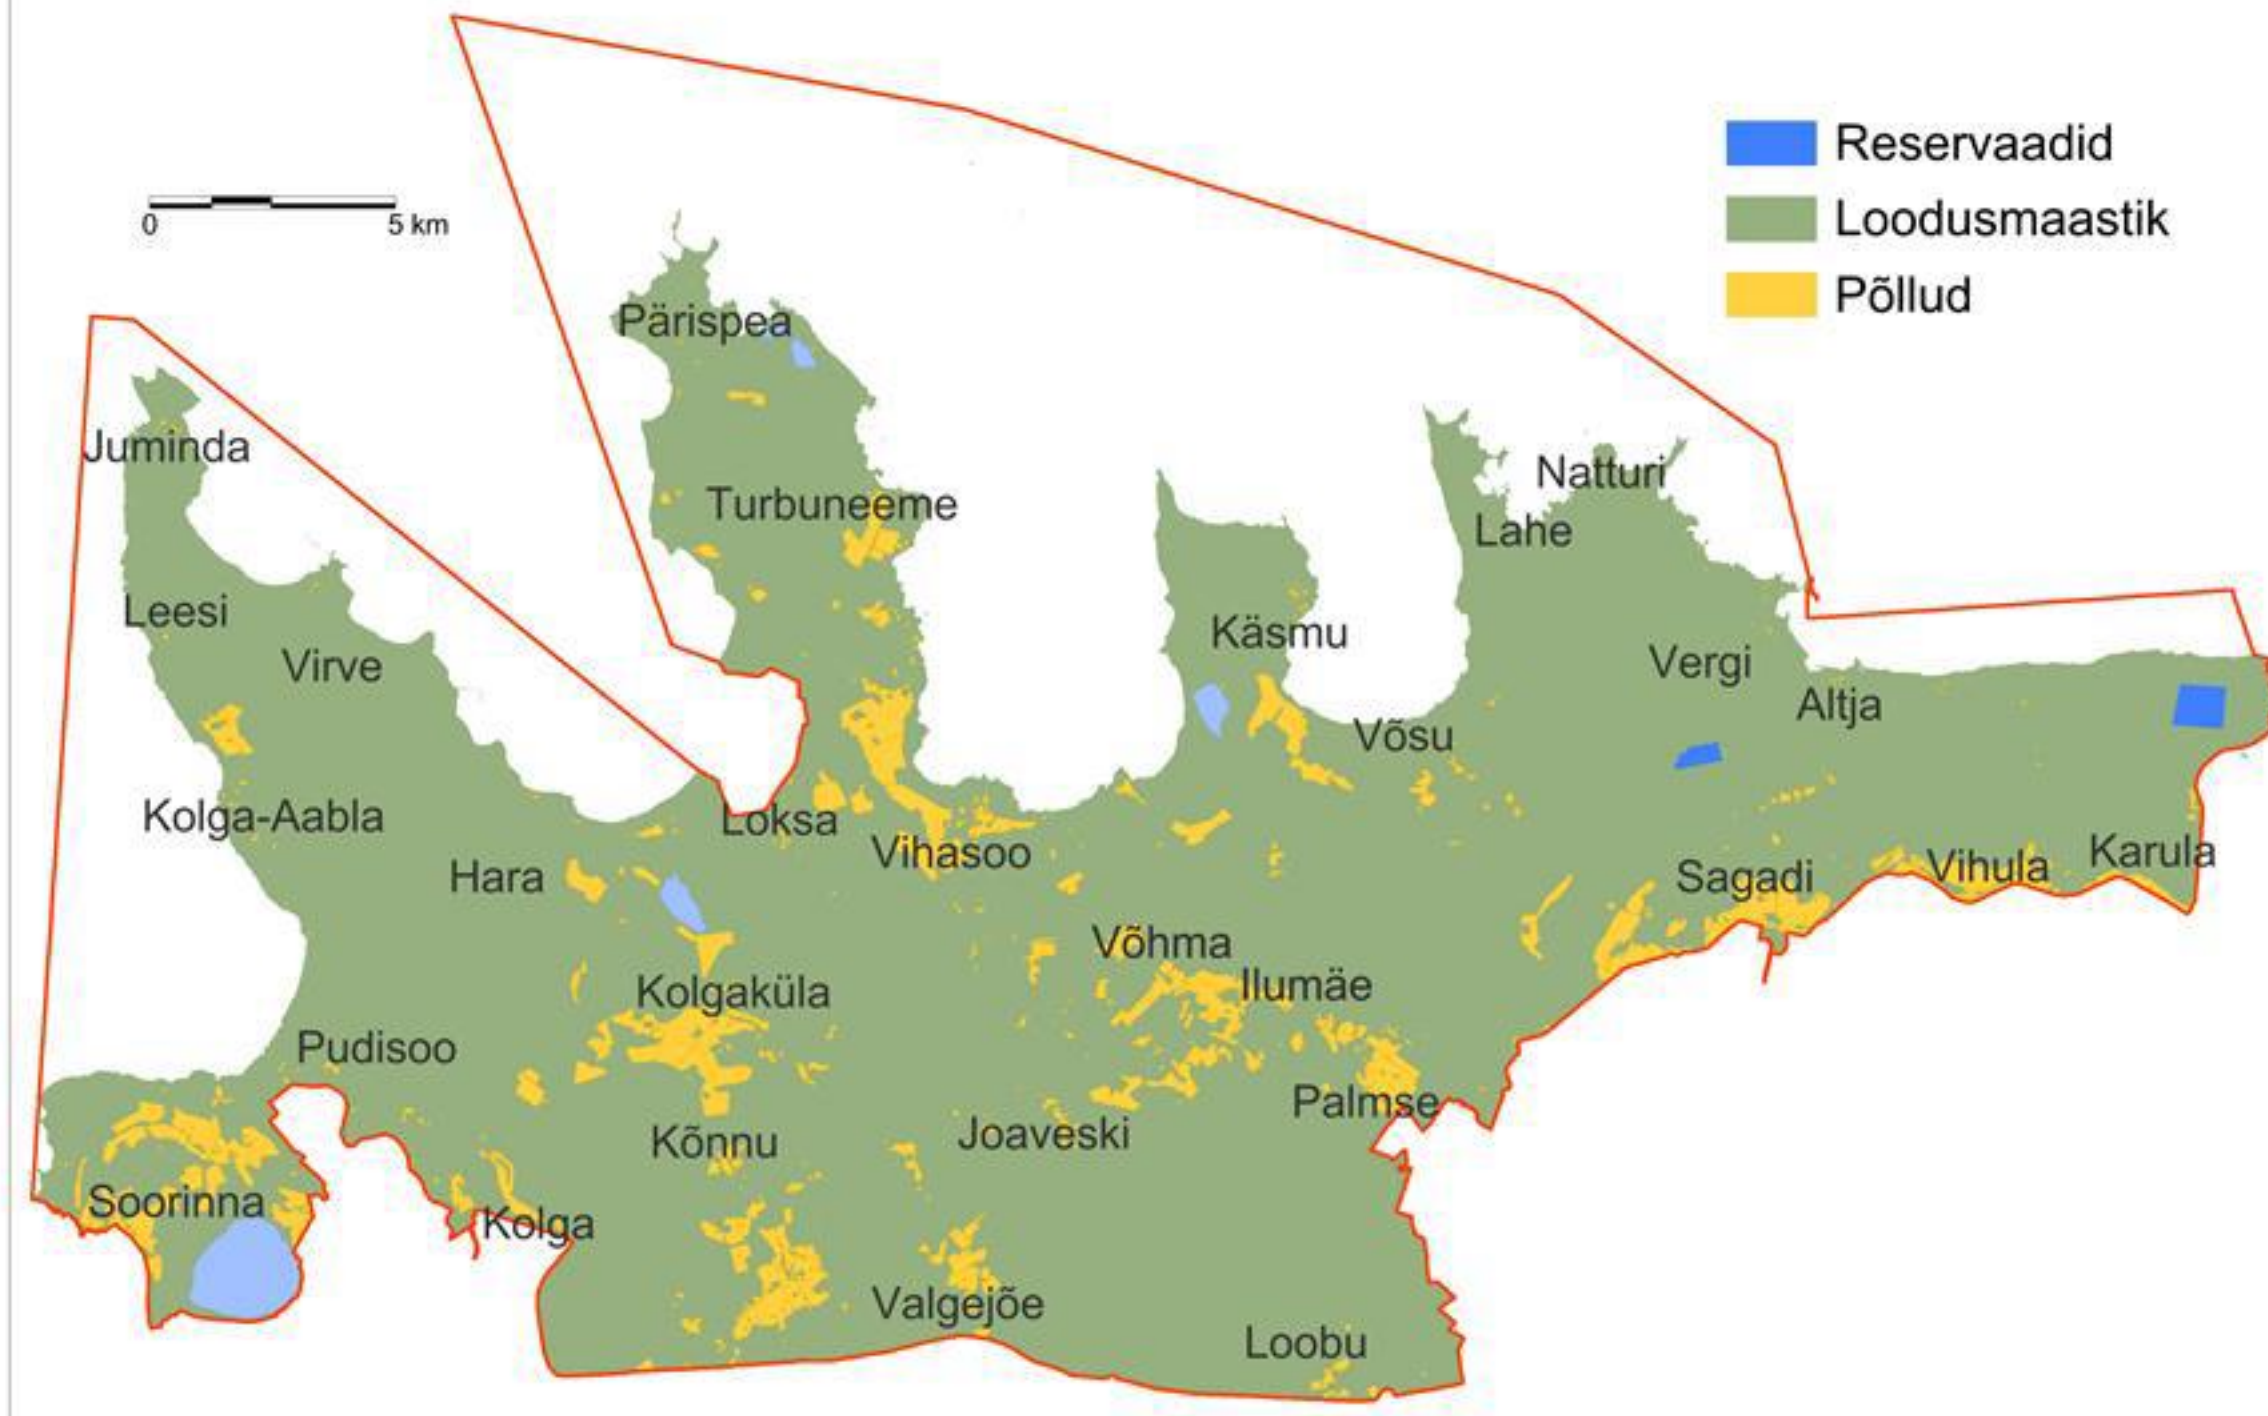 Reservaadid
Loodusmaastik
Põllud
0 5 km
Pärispea
Juminda
Natturi
Turbuneeme
Lahe
Leesi
Käsmu
Virve
Vergi
Altja
Võsu
Kolga-Aabla
Loksa
Vihasoo
Karula
Vihula
Hara
Sagadi
Võhma
Ilumäe
Kolgaküla
Pudisoo
Palmse
Joaveski
Kõnnu
Soorinna
Kolga
Valgejõe
Loobu